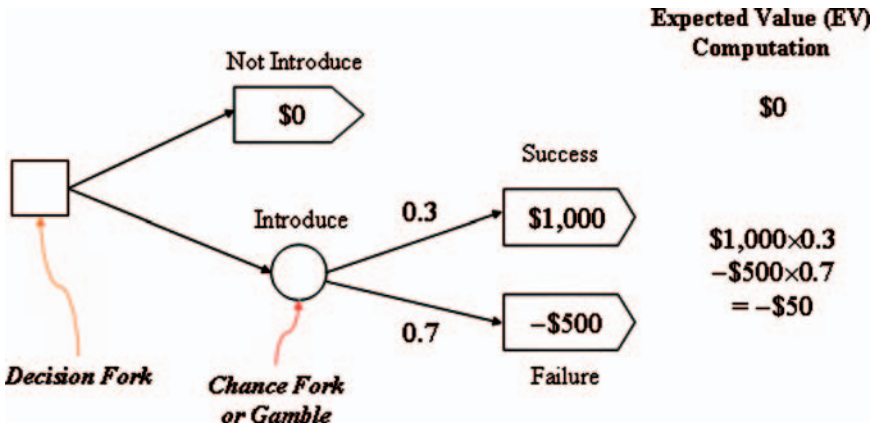 Expected Value (EV)
Computation
Not Introduce
$0
$0
Success
0.3
$1,000
Introduce
$1,000×0.3
–$500×0.7
= –$50
0.7
–$500
Failure
Decision Fork
Chance Fork
or Gamble